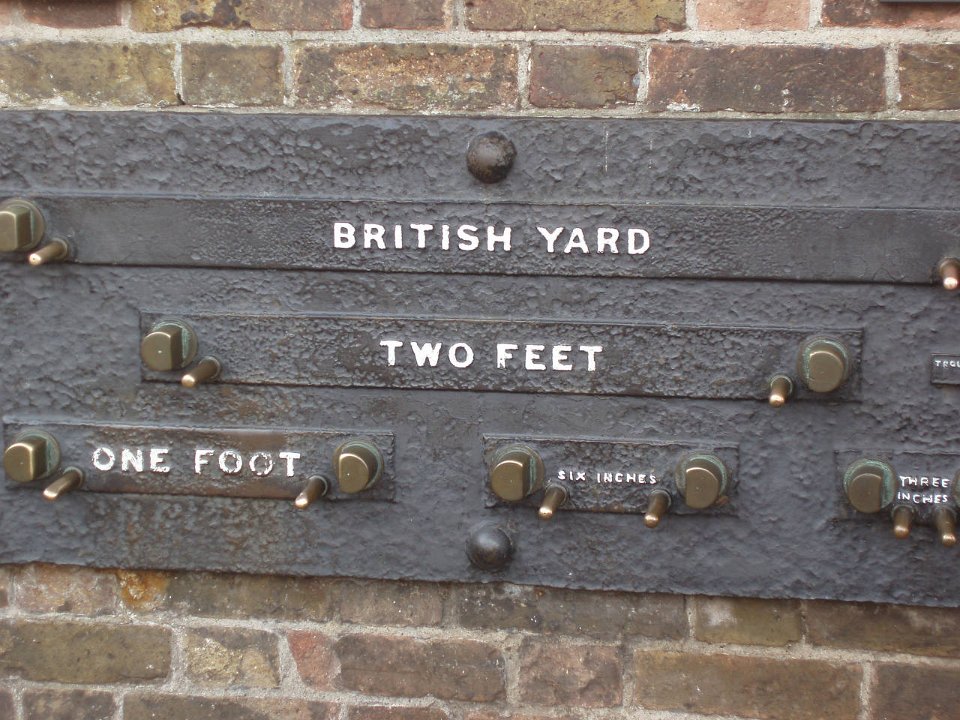 BRITISH YARD
TWO FEET
ONE FOOT
SIX INCHES
THREE
INCHES